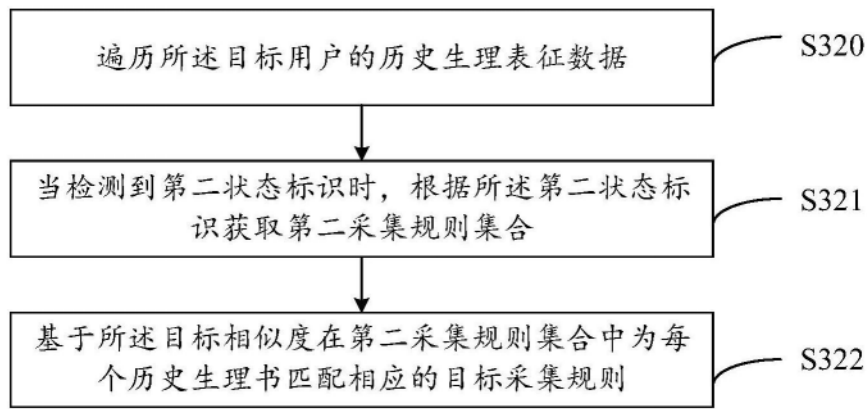 遍历所述目标用户的历史生理表征数据
S320
当检测到第二状态标识时，根据所述第二状态标
识获取第二采集规则集合
S321
基于所述目标相似度在第二采集规则集合中为每
个历史生理书匹配相应的目标采集规则
S322